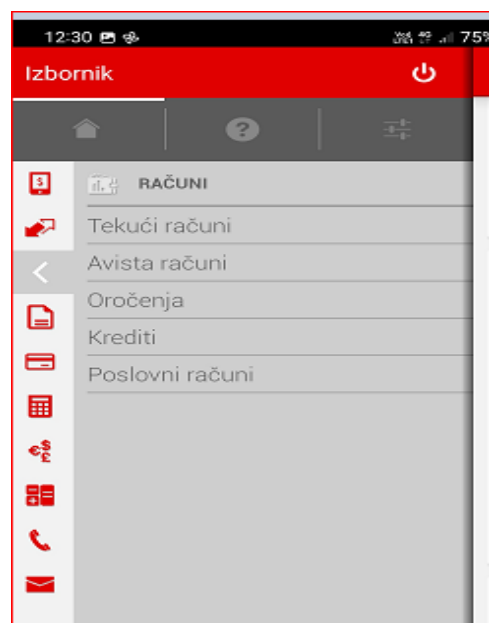 12:30 75%
Izbornik
RAČUNI
Tekući računi
Avista računi
Oročenja
Krediti
Poslovni računi